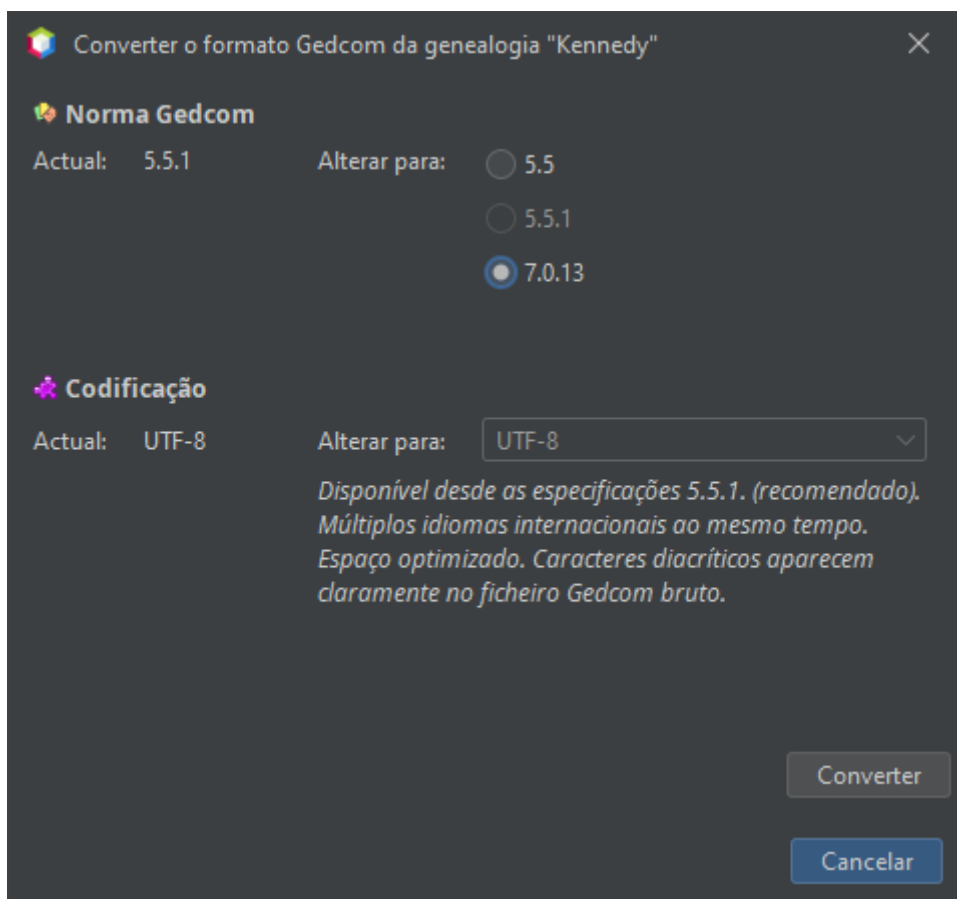 Converter o formato Gedcom da genealogia "Kennedy"
Norma Gedcom
Actual: 5.5.1 Alterar para: 5.5
5.5.1
7.0.13
Codificação
Actual: UTF-8 Alterar para: UTF-8
Disponível desde as especificações 5.5.1. (recomendado).
Múltiplos idiomas internacionais ao mesmo tempo.
Espaço optimizado. Caracteres diacríticos aparecem
claramente no ficheiro Gedcom bruto.
Converter
Cancelar